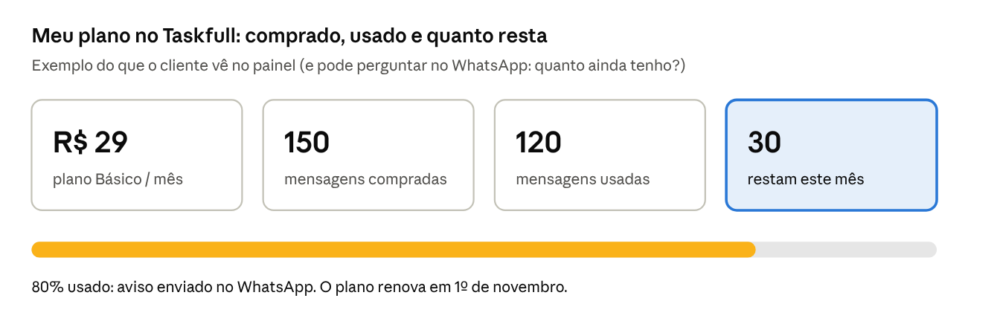 Meu plano no Taskfull: comprado, usado e quanto resta
Exemplo do que o cliente vê no painel (e pode perguntar no WhatsApp: quanto ainda tenho?)
R$ 29
plano Básico / mês
150
mensagens compradas
120
mensagens usadas
30
restam este mês
80% usado: aviso enviado no WhatsApp. O plano renova em 1º de novembro.